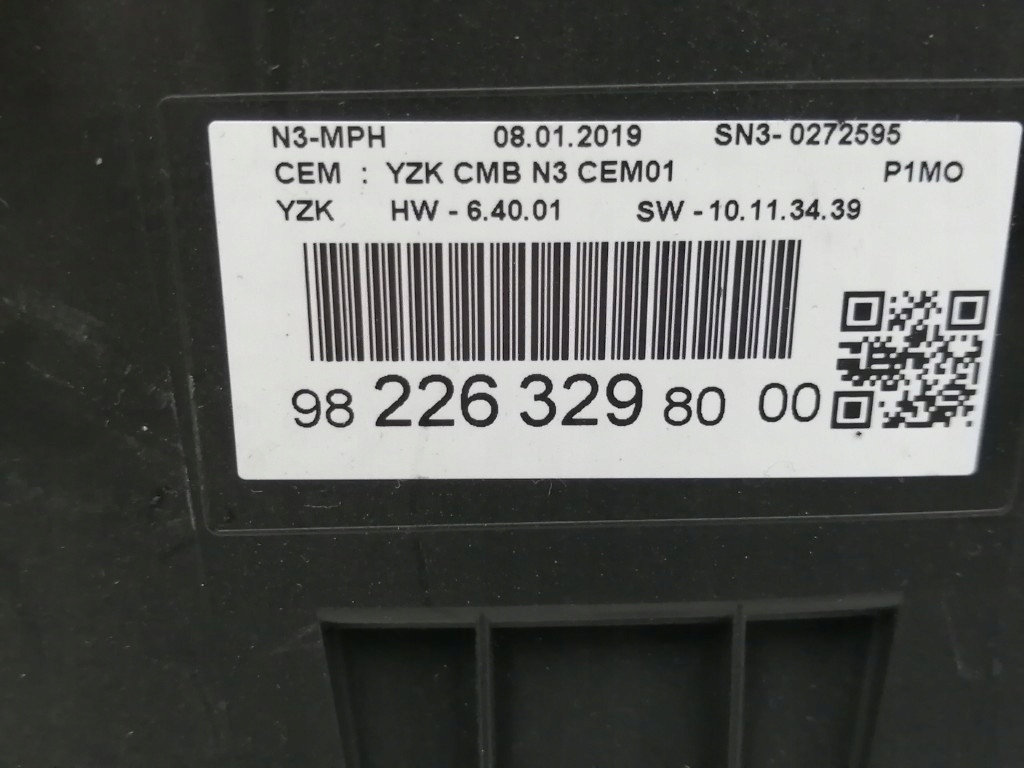 N3-MPH 08.01.2019 SN3- 0272595
CEM : YZK CMB N3 CEM01 P1MO
YZK HW - 6.40.01 SW - 10.11.34.39
98 226 329 80 00